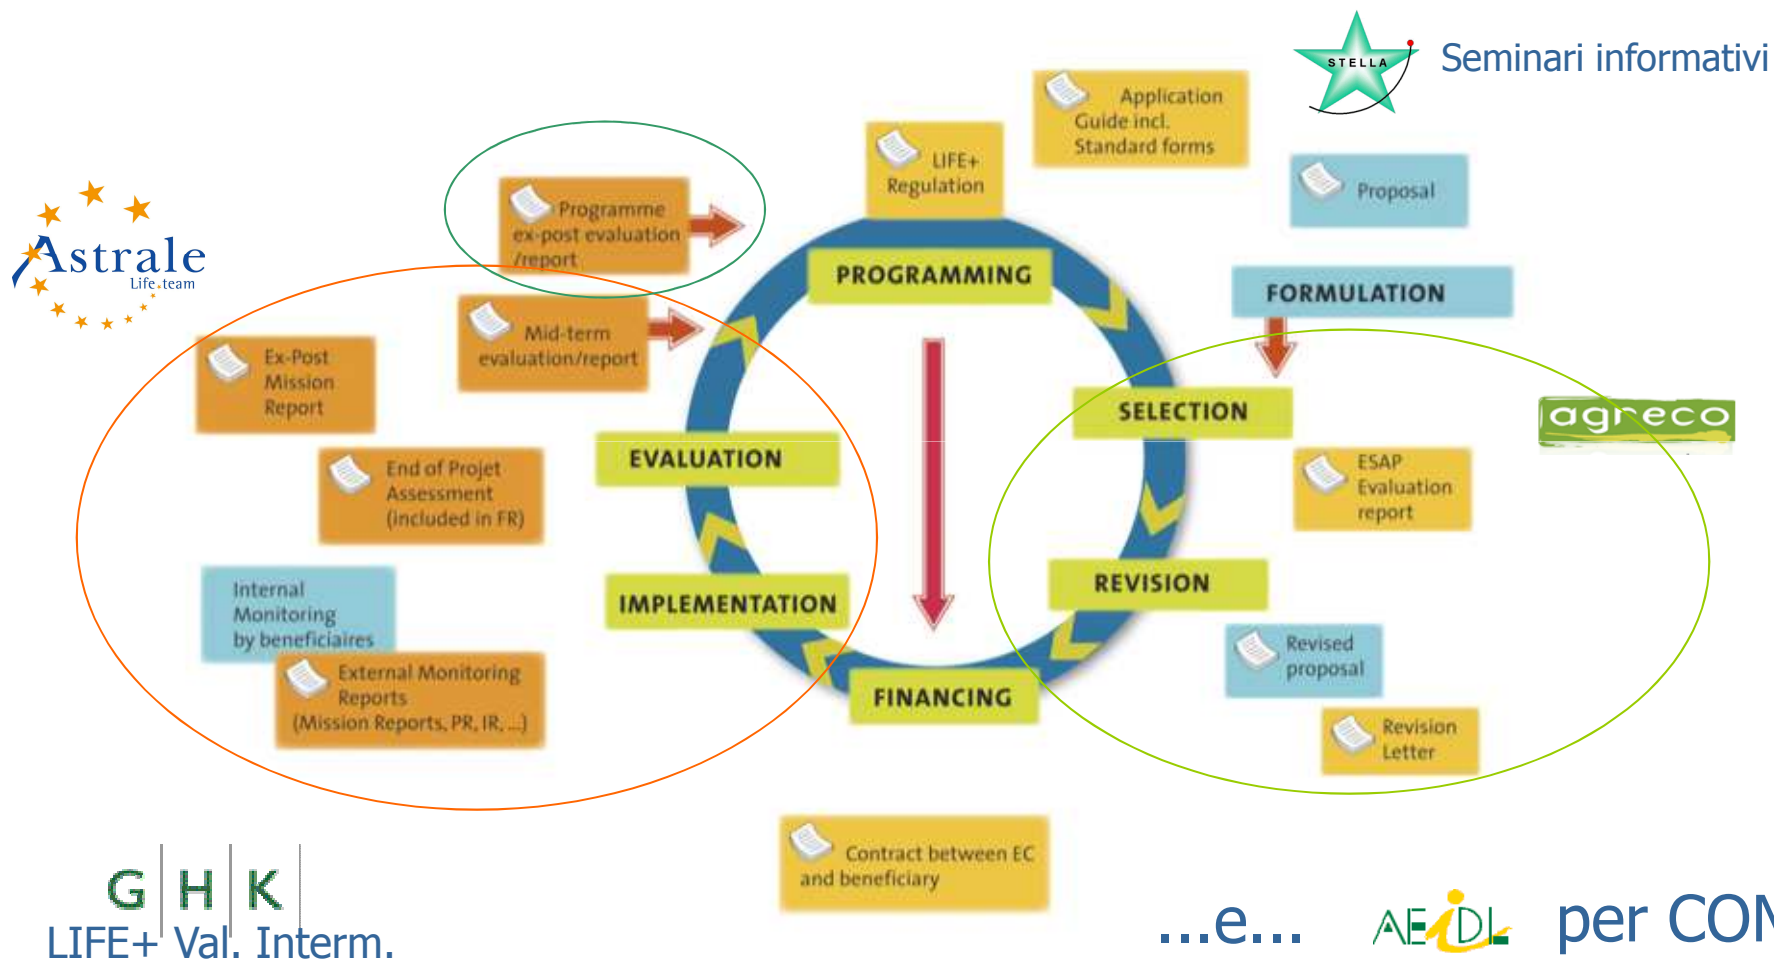 STELLA
Seminari informativi
Application
Guide incl.
Standard forms
LIFE+
Regulation
Proposal
Programme
ex-post evaluation
/report
Astrale
Life team
PROGRAMMING
FORMULATION
Mid-term
evaluation/report
Ex-Post
Mission
Report
SELECTION
agreco
EVALUATION
End of Projet
Assessment
(included in FR)
ESAP
Evaluation
report
REVISION
Internal
Monitoring
by beneficiaires
IMPLEMENTATION
Revised
proposal
External Monitoring
Reports
(Mission Reports, PR, IR, ...)
FINANCING
Revision
Letter
Contract between EC
and beneficiary
GHK
LIFE+ Val. Interm.
...e...
AEiDL
per